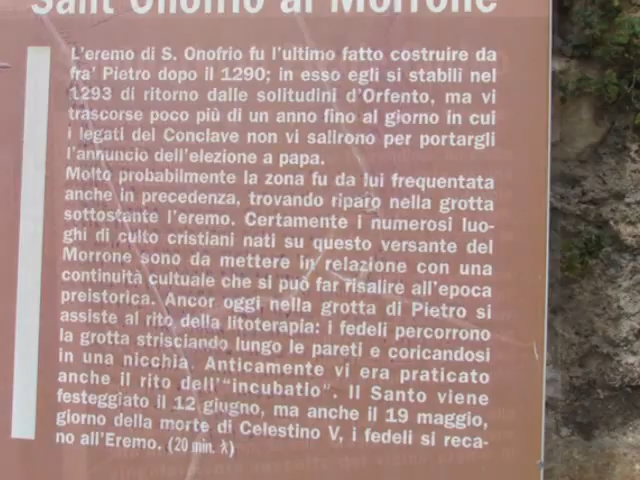 Sant'Onofrio al Morrone
L'eremo di S. Onofrio fu l'ultimo fatto costruire da
fra' Pietro dopo il 1290; in esso egli si stabilì nel
1293 di ritorno dalle solitudini d'Orfento, ma vi
trascorse poco più di un anno fino al giorno in cui
i legati del Conclave non vi salirono per portargli
l'annuncio dell'elezione a papa.
Molto probabilmente la zona fu da lui frequentata
anche in precedenza, trovando riparo nella grotta
sottostante l'eremo. Certamente i numerosi luo-
ghi di culto cristiani nati su questo versante del
Morrone sono da mettere in relazione con una
continuità cultuale che si può far risalire all'epoca
preistorica. Ancor oggi nella grotta di Pietro si
assiste al rito della litoterapia: i fedeli percorrono
la grotta strisciando lungo le pareti e coricandosi
in una nicchia. Anticamente vi era praticato
anche il rito dell'"incubatio". Il Santo viene
festeggiato il 12 giugno, ma anche il 19 maggio,
giorno della morte di Celestino V, i fedeli si reca-
no all'Eremo. (20 min. )